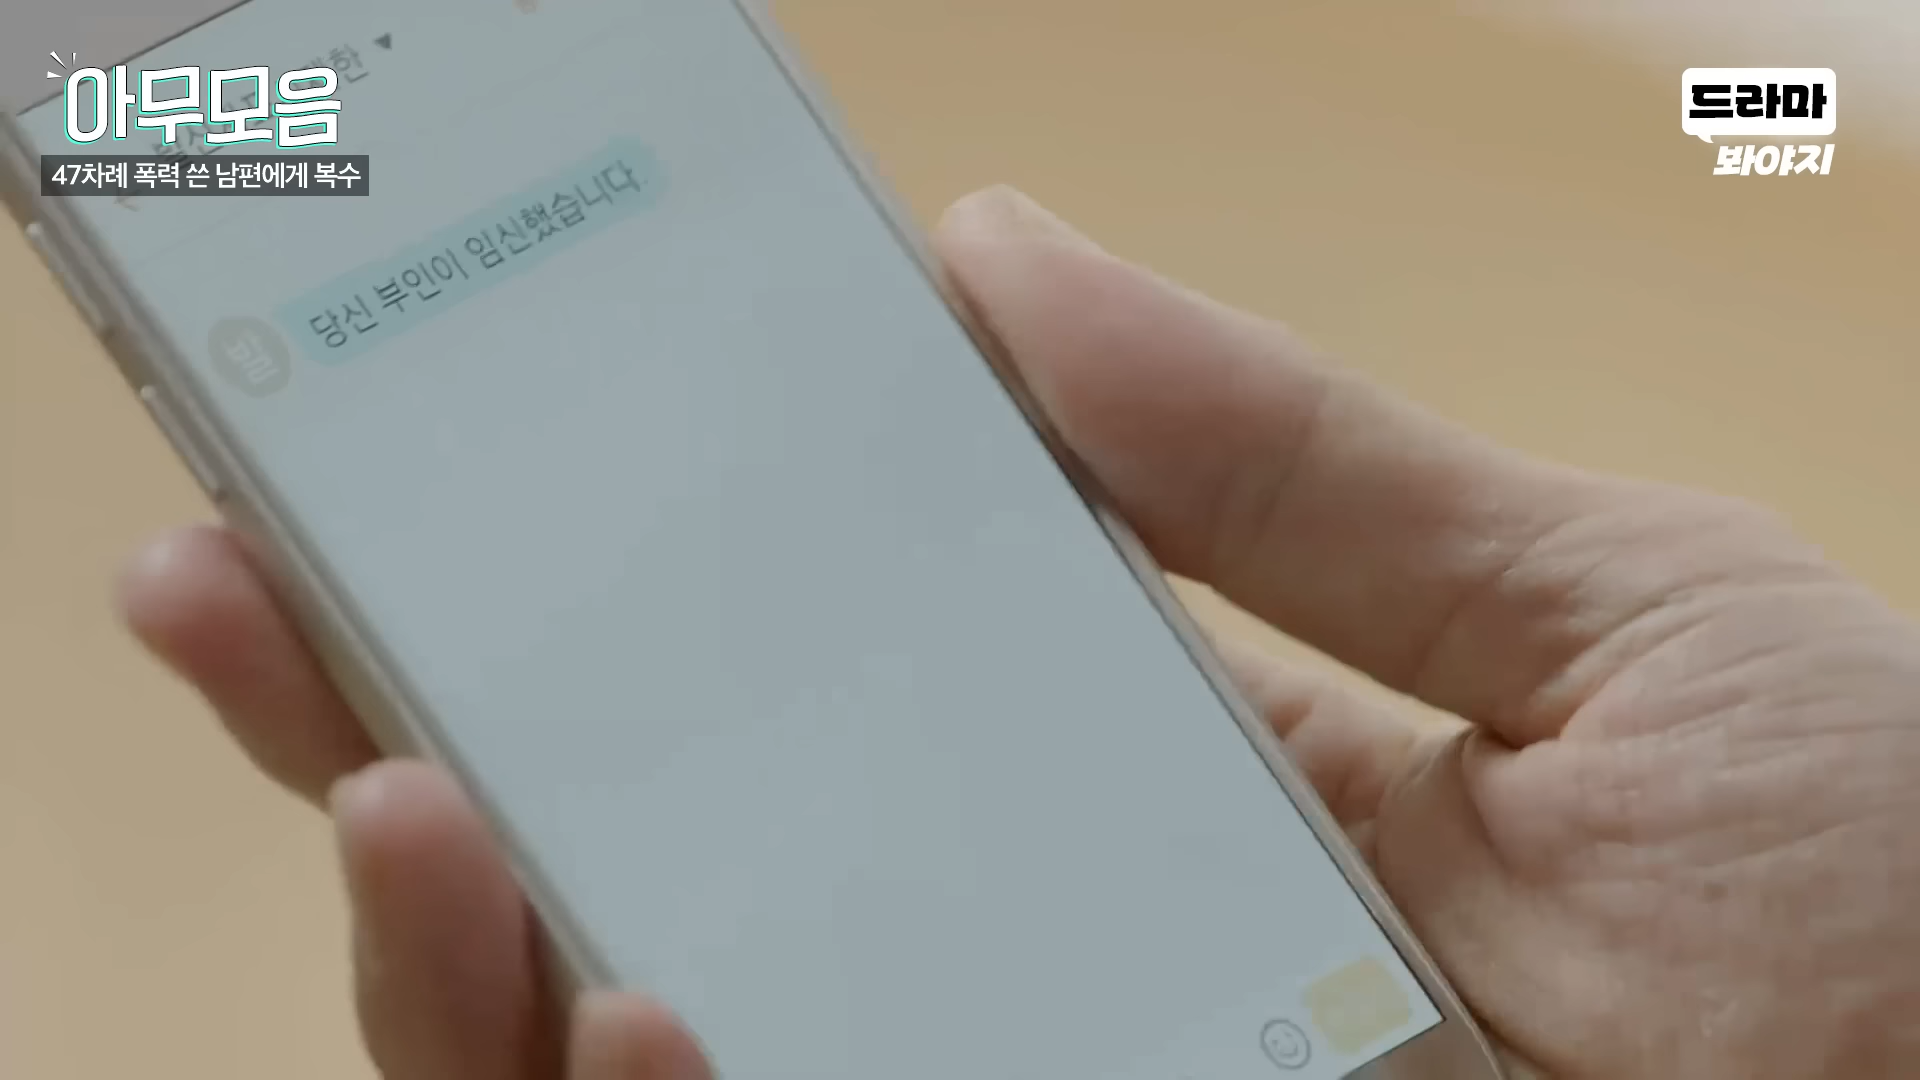 아무모음
47차례 폭력 쓴 남편에게 복수
드라마
봐야지
당신 부인이 임신했습니다.